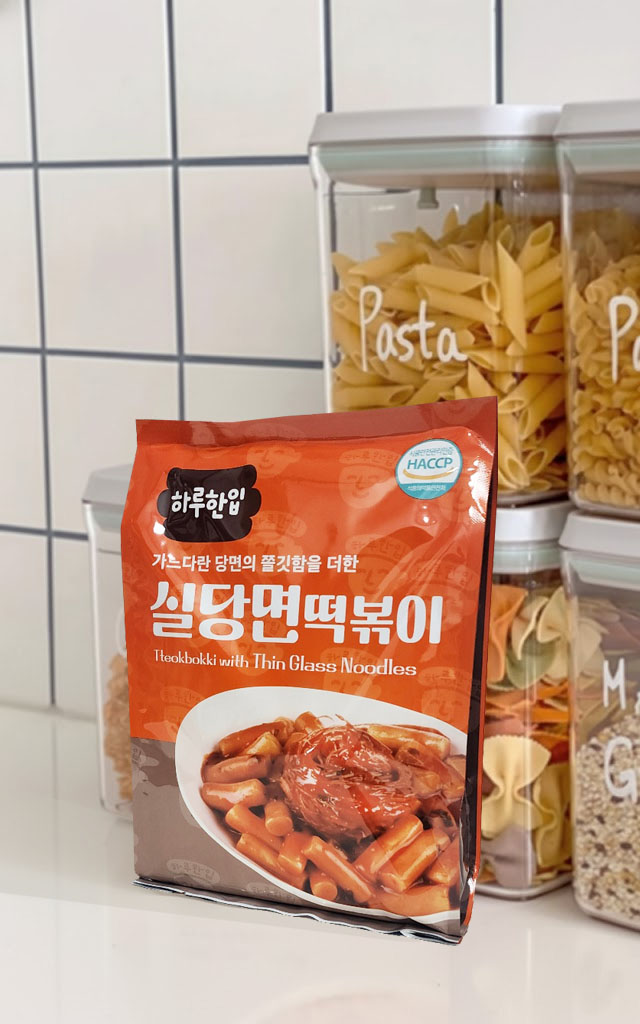 Pasta
Pa
HACCP
하루한입
가느다란 당면의 쫄깃함을 더한
실당면떡볶이
Tteokbokki with Thin Glass Noodles
M
G